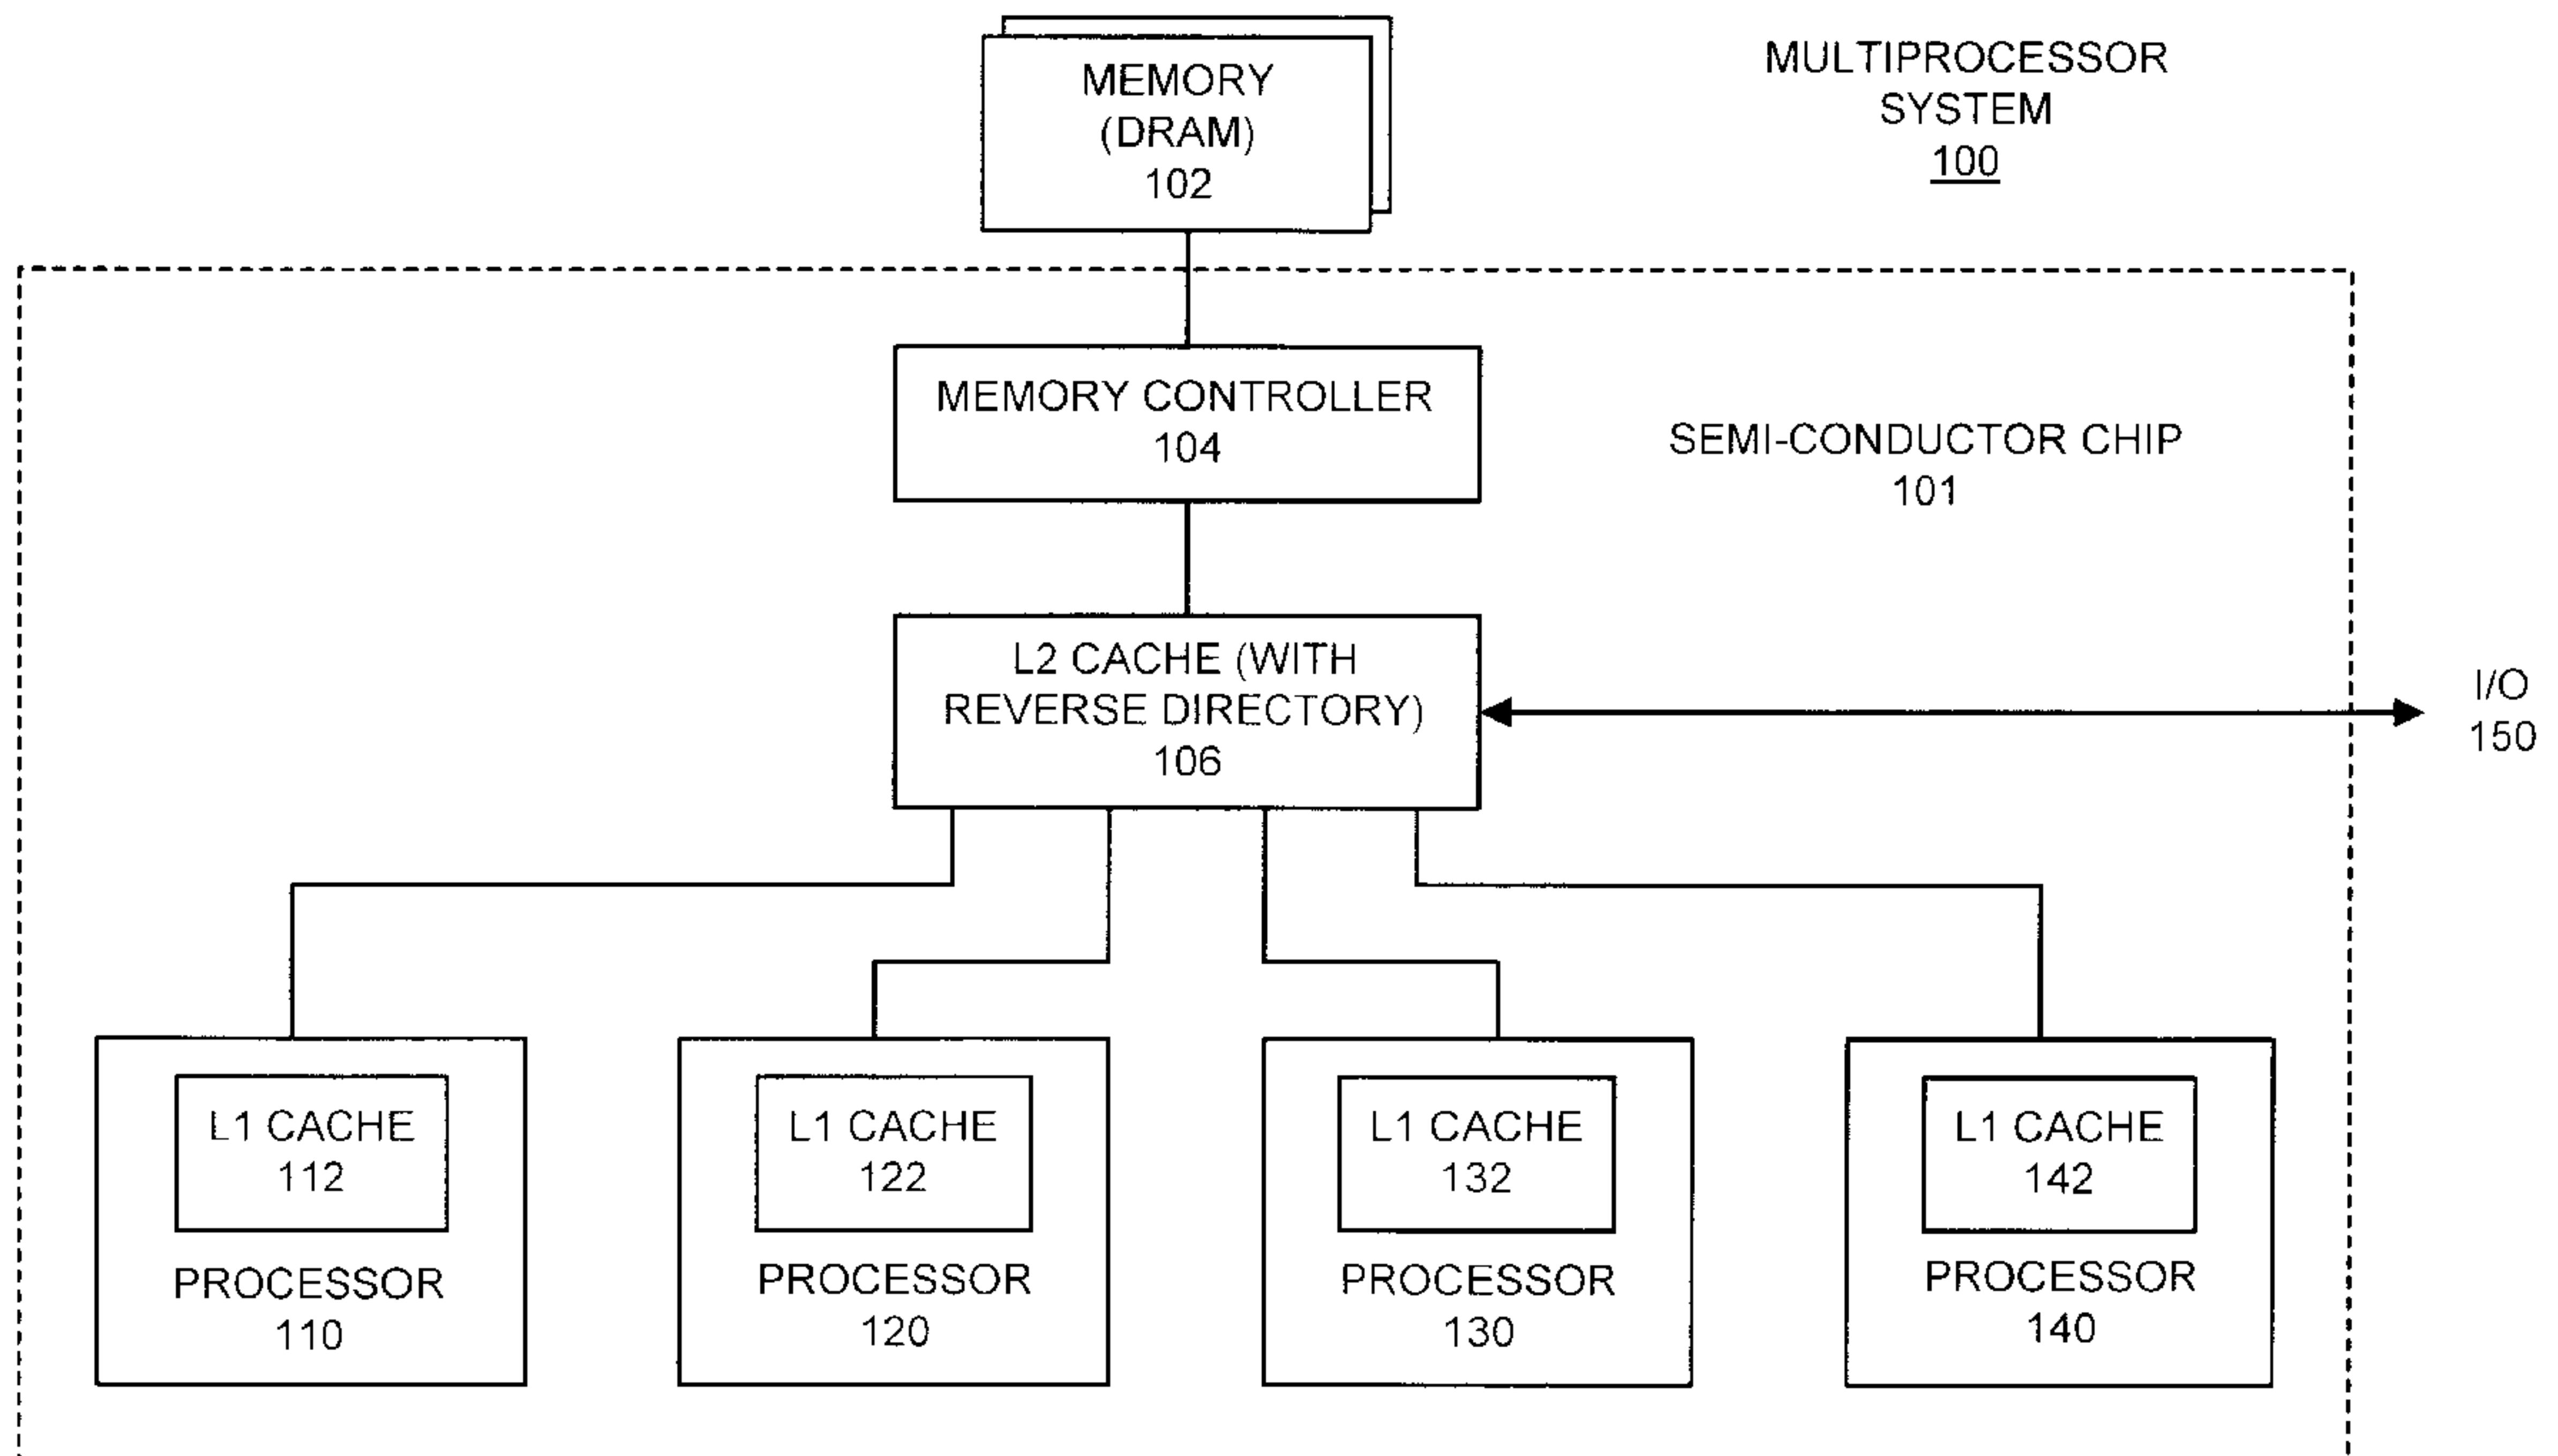 MEMORY
(DRAM)
102
MULTIPROCESSOR
SYSTEM
100
MEMORY CONTROLLER
104
SEMI-CONDUCTOR CHIP
101
L2 CACHE (WITH
REVERSE DIRECTORY)
106
I/O
150
L1 CACHE
112
PROCESSOR
110
L1 CACHE
122
PROCESSOR
120
L1 CACHE
132
PROCESSOR
130
L1 CACHE
142
PROCESSOR
140